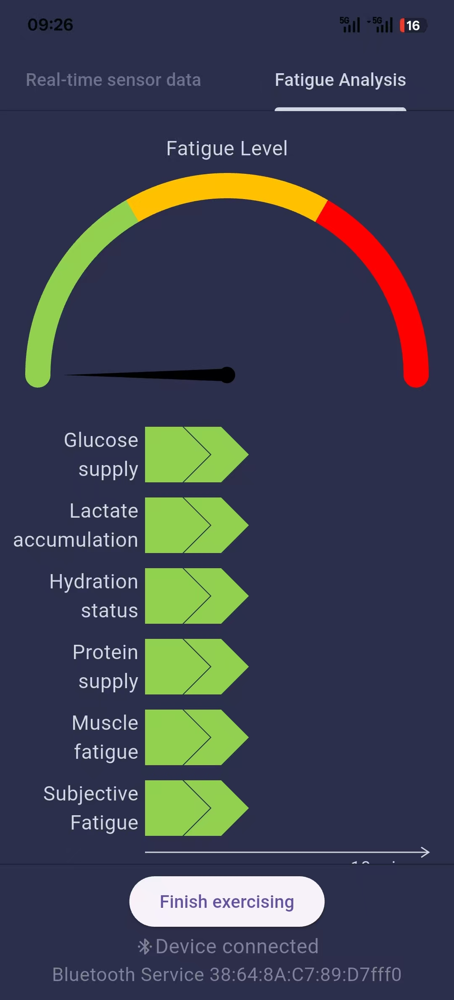 09:26
5G 5G 16
Real-time sensor data
Fatigue Analysis
Fatigue Level
Glucose
supply
Lactate
accumulation
Hydration
status
Protein
supply
Muscle
fatigue
Subjective
Fatigue
Finish exercising
Device connected
Bluetooth Service 38:64:8A:C7:89:D7fff0